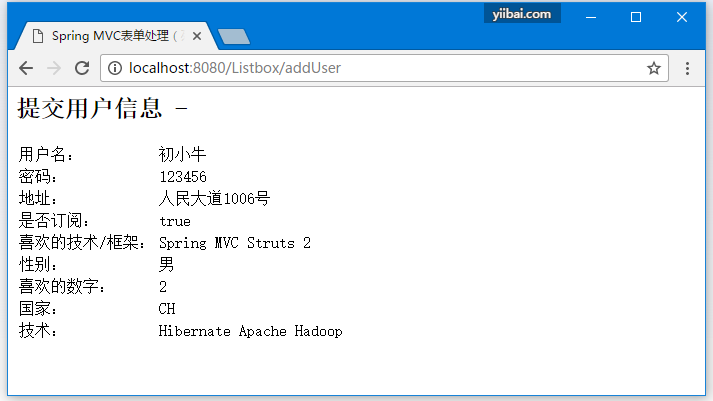 yiibai.com
Spring MVC表单处理（
localhost:8080/Listbox/addUser
提交用户信息 -
用户名： 初小牛
密码： 123456
地址： 人民大道1006号
是否订阅： true
喜欢的技术/框架： Spring MVC Struts 2
性别： 男
喜欢的数字： 2
国家： CH
技术： Hibernate Apache Hadoop